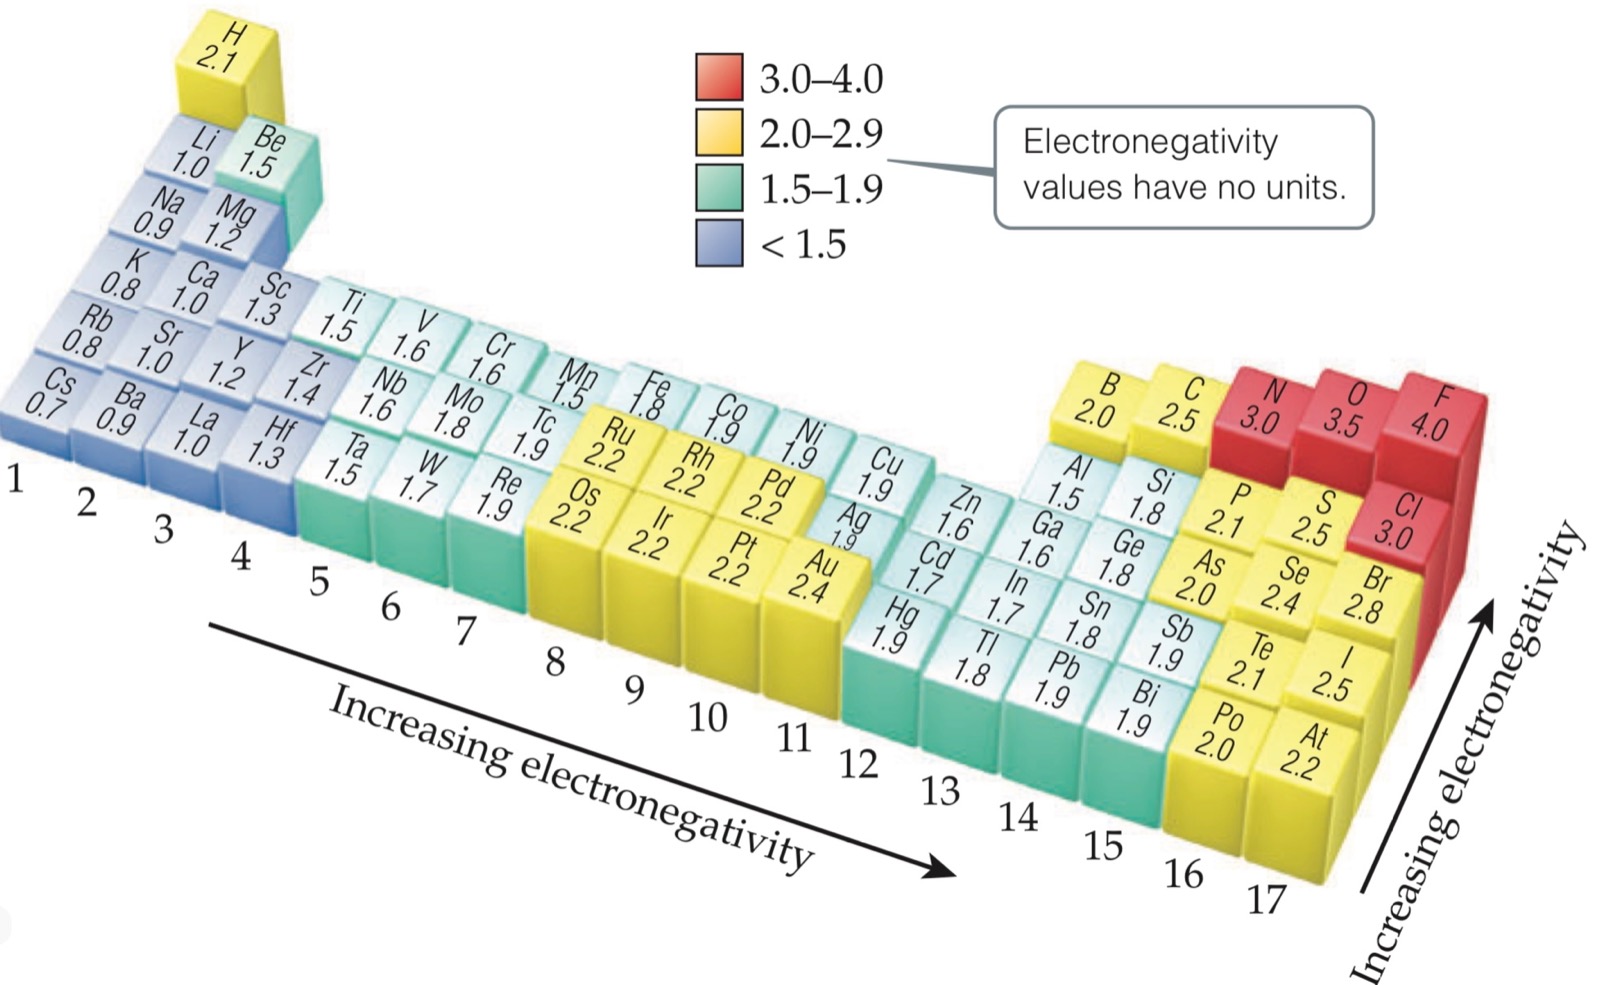 H
2.1
3.0–4.0
2.0–2.9
1.5–1.9
< 1.5
Electronegativity
values have no units.
Li
1.0
Be
1.5
Na
0.9
Mg
1.2
K
0.8
Ca
1.0
Sc
1.3
Ti
1.5
V
1.6
Cr
1.6
Mn
1.5
Fe
1.8
Co
1.9
Ni
1.9
Cu
1.9
Zn
1.6
Ga
1.6
Ge
1.8
As
2.0
Se
2.4
Br
2.8
B
2.0
C
2.5
N
3.0
O
3.5
F
4.0
Al
1.5
Si
1.8
P
2.1
S
2.5
Cl
3.0
Rb
0.8
Sr
1.0
Y
1.2
Zr
1.4
Nb
1.6
Mo
1.8
Tc
1.9
Ru
2.2
Rh
2.2
Pd
2.2
Ag
1.9
Cd
1.7
In
1.7
Sn
1.8
Sb
1.9
Te
2.1
I
2.5
Cs
0.7
Ba
0.9
La
1.0
Hf
1.3
Ta
1.5
W
1.7
Re
1.9
Os
2.2
Ir
2.2
Pt
2.2
Au
2.4
Hg
1.9
Tl
1.8
Pb
1.9
Bi
1.9
Po
2.0
At
2.2
1
2
3
4
5
6
7
8
9
10
11
12
13
14
15
16
17
Increasing electronegativity
Increasing electronegativity